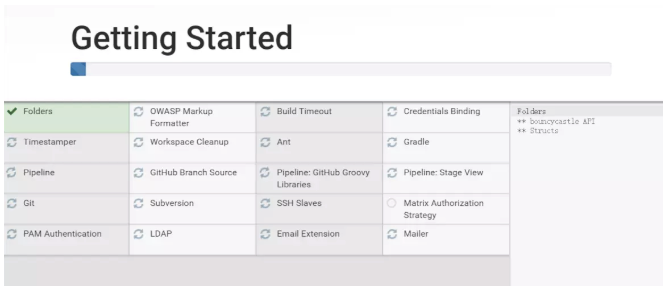 Getting Started
Folders
OWASP Markup
Formatter
Build Timeout
Credentials Binding
Timestamper
Workspace Cleanup
Ant
Gradle
Pipeline
GitHub Branch Source
Pipeline: GitHub Groovy
Libraries
Pipeline: Stage View
Git
Subversion
SSH Slaves
Matrix Authorization
Strategy
PAM Authentication
LDAP
Email Extension
Mailer
Folders
** bouncycastle API
** Structs